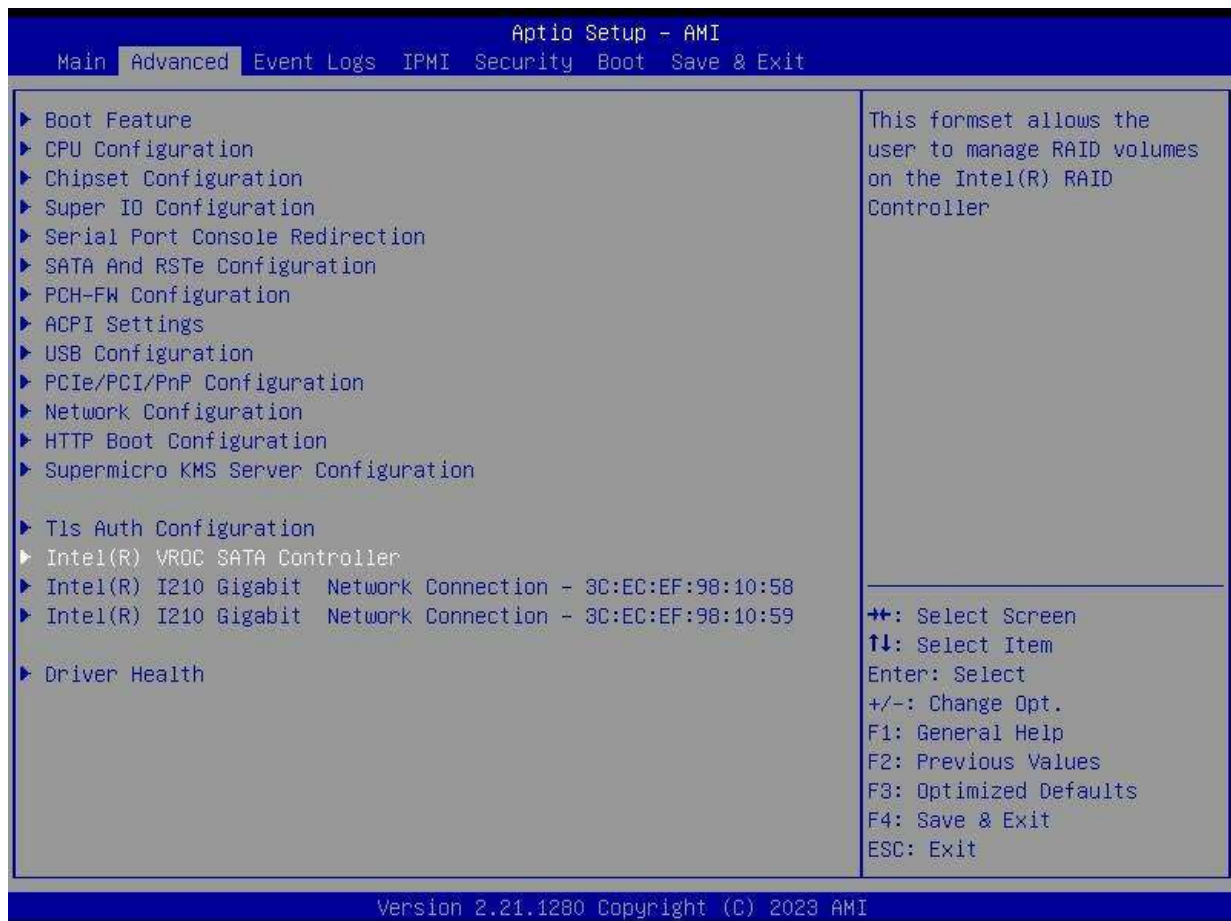 Aptio Setup – AMI
Main Advanced Event Logs IPMI Security Boot Save & Exit
Boot Feature
CPU Configuration
Chipset Configuration
Super IO Configuration
Serial Port Console Redirection
SATA And RSTe Configuration
PCH-FW Configuration
ACPI Settings
USB Configuration
PCIe/PCI/PnP Configuration
Network Configuration
HTTP Boot Configuration
Supermicro KMS Server Configuration
Tls Auth Configuration
Intel(R) VROC SATA Controller
Intel(R) I210 Gigabit Network Connection - 3C:EC:EF:98:10:58
Intel(R) I210 Gigabit Network Connection - 3C:EC:EF:98:10:59
Driver Health
This formset allows the
user to manage RAID volumes
on the Intel(R) RAID
Controller
→←: Select Screen
↑↓: Select Item
Enter: Select
+/-: Change Opt.
F1: General Help
F2: Previous Values
F3: Optimized Defaults
F4: Save & Exit
ESC: Exit
Version 2.21.1280 Copyright (C) 2023 AMI